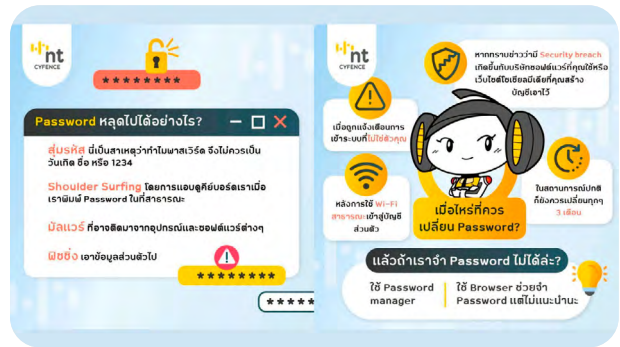 nt
CYFENCE
********
Password หลุดไปได้อย่างไร?
สุ่มรหัส นี่เป็นสาเหตุว่าทำไมพาสเวิร์ด จึงไม่ควรเป็น
วันเกิด ชื่อ หรือ 1234
Shoulder Surfing โดยการแอบดูคีย์บอร์ดเราเมื่อ
เราพิมพ์ Password ในที่สาธารณะ
มัลแวร์ ที่อาจติดมาจากอุปกรณ์และซอฟต์แวร์ต่างๆ
ฟิชชิ่ง เอาข้อมูลส่วนตัวไป
********
*****
nt
CYFENCE
หากทราบข่าวว่ามี Security breach
เกิดขึ้นกับบริษัทซอฟต์แวร์ที่คุณใช้หรือ
เว็บไซต์โซเชียลมีเดียที่คุณสร้าง
บัญชีเอาไว้
เมื่อถูกแจ้งเตือนการ
เข้าระบบที่ไม่ใช่ตัวคุณ
หลังการใช้ Wi-Fi
สาธารณะเข้าสู่บัญชี
ส่วนตัว
ในสถานการณ์ปกติ
ก็ยังควรเปลี่ยนทุกๆ
3 เดือน
เมื่อไหร่ที่ควร
เปลี่ยน Password?
แล้วถ้าเราจำ Password ไม่ได้ล่ะ?
ใช้ Password
manager
ใช้ Browser ช่วยจำ
Password แต่ไม่แนะนำนะ